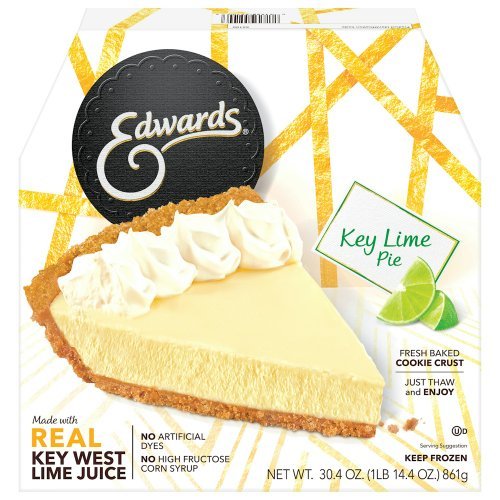 Edwards®
Key Lime
Pie
FRESH BAKED
COOKIE CRUST
JUST THAW
and ENJOY
Made with
REAL
KEY WEST
LIME JUICE
NO ARTIFICIAL
DYES
NO HIGH FRUCTOSE
CORN SYRUP
UD
Serving Suggestion
KEEP FROZEN
NET WT. 30.4 OZ. (1LB 14.4 OZ.) 861g